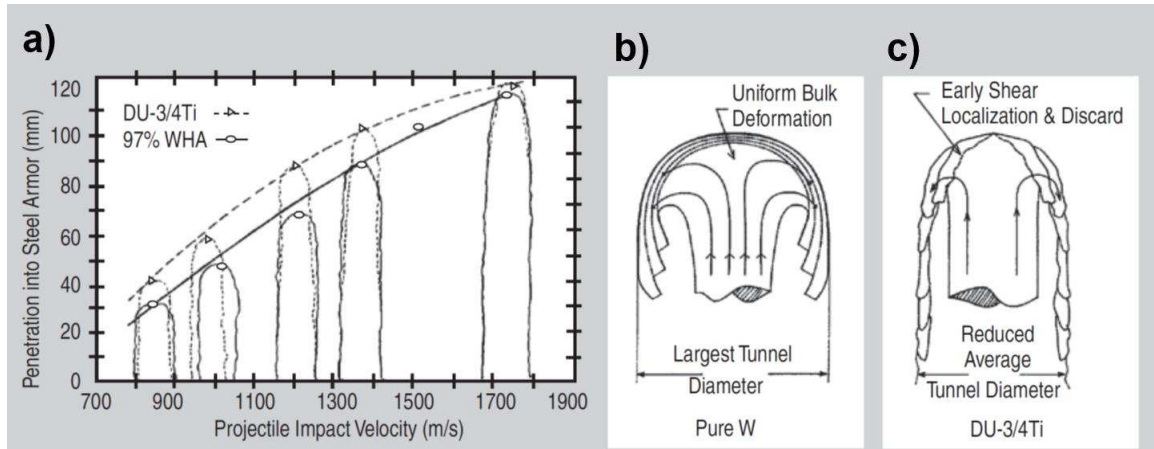 a)
Penetration into Steel Armor (mm)
120
100
80
60
40
20
0
DU-3/4Ti
97% WHA
700 900 1100 1300 1500 1700 1900
Projectile Impact Velocity (m/s)
b)
Uniform Bulk
Deformation
Largest Tunnel
Diameter
Pure W
c)
Early Shear
Localization & Discard
Reduced
Average
Tunnel Diameter
DU-3/4Ti